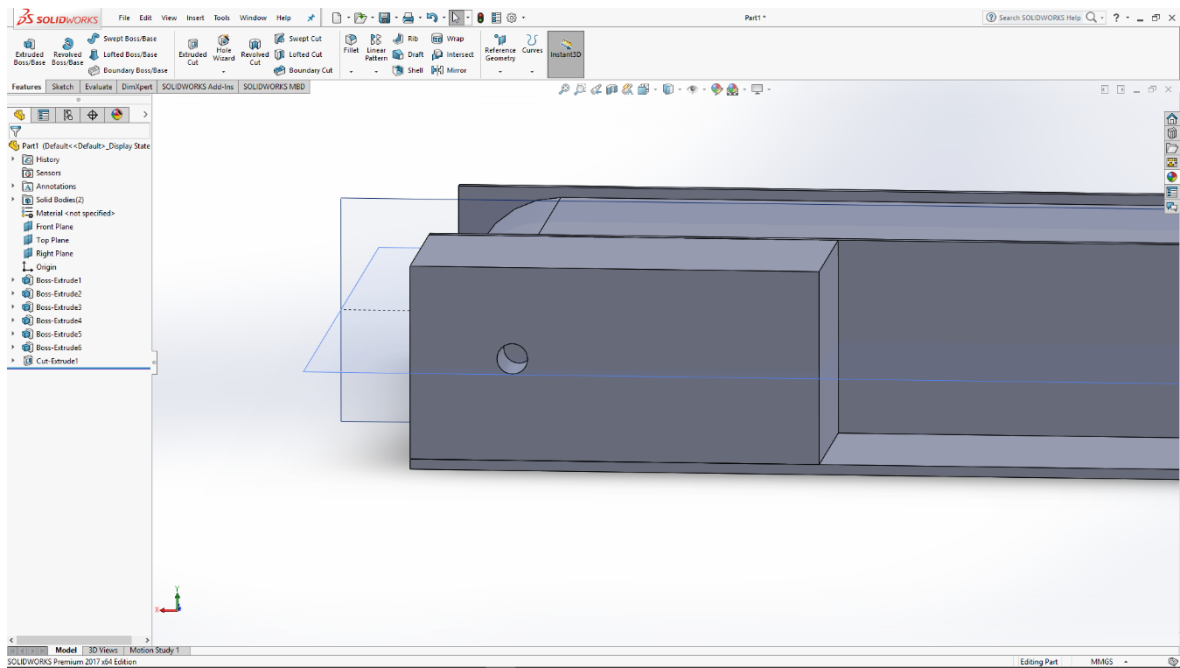 SOLIDWORKS File Edit View Insert Tools Window Help Part1 * Search SOLIDWORKS Help
Extruded Boss/Base Revolved Boss/Base Swept Boss/Base Lofted Boss/Base Boundary Boss/Base Extruded Cut Hole Wizard Revolved Cut Swept Cut Lofted Cut Boundary Cut Fillet Linear Pattern Rib Draft Shell Wrap Intersect Mirror Reference Geometry Curves Instant3D
Features Sketch Evaluate DimXpert SOLIDWORKS Add-Ins SOLIDWORKS MBD
Part1 (Default<<Default>_Display State
History
Sensors
Annotations
Solid Bodies(2)
Material <not specified>
Front Plane
Top Plane
Right Plane
Origin
Boss-Extrude1
Boss-Extrude2
Boss-Extrude3
Boss-Extrude4
Boss-Extrude5
Boss-Extrude6
Cut-Extrude1
Y
X
Model 3D Views Motion Study 1
SOLIDWORKS Premium 2017 x64 Edition Editing Part MMGS